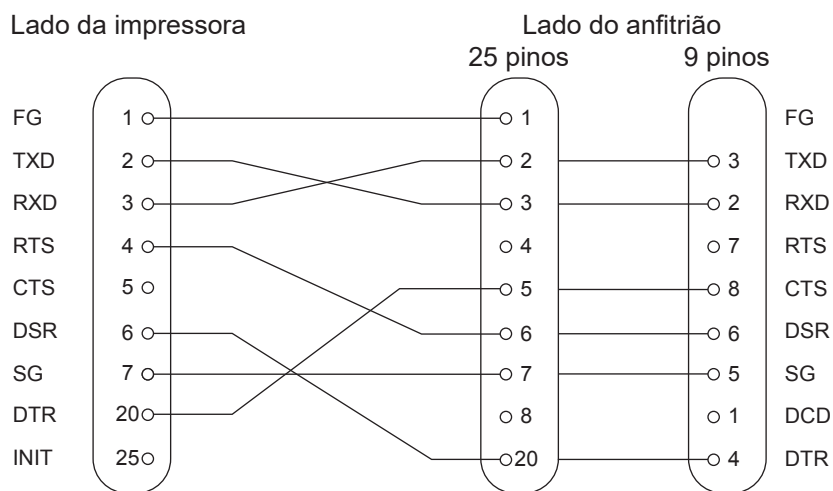 Lado da impressora Lado do anfitrião
25 pinos 9 pinos
FG 1 1 FG
TXD 2 2 3 TXD
RXD 3 3 2 RXD
RTS 4 4 7 RTS
CTS 5 5 8 CTS
DSR 6 6 6 DSR
SG 7 7 5 SG
DTR 20 8 1 DCD
INIT 25 20 4 DTR